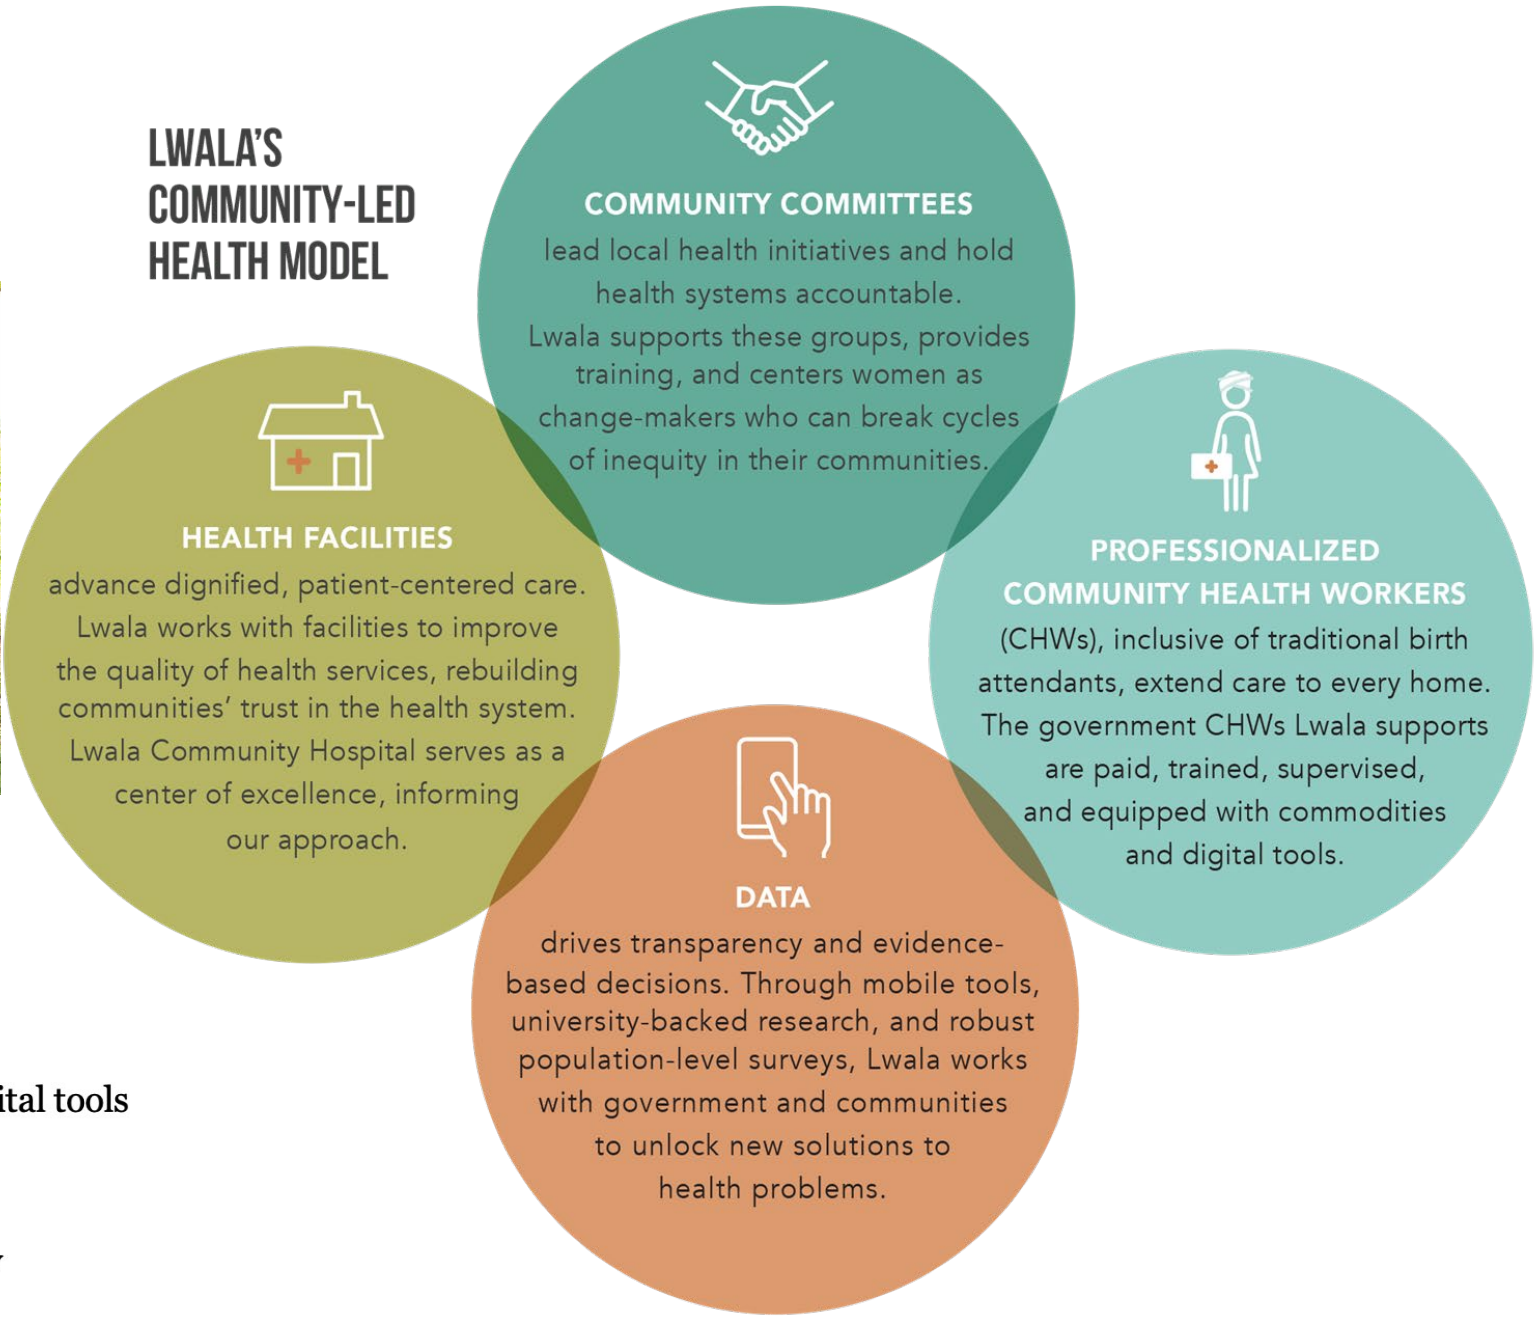 LWALA'S
COMMUNITY-LED
HEALTH MODEL
COMMUNITY COMMITTEES
lead local health initiatives and hold
health systems accountable.
Lwala supports these groups, provides
training, and centers women as
change-makers who can break cycles
of inequity in their communities.
HEALTH FACILITIES
advance dignified, patient-centered care.
Lwala works with facilities to improve
the quality of health services, rebuilding
communities' trust in the health system.
Lwala Community Hospital serves as a
center of excellence, informing
our approach.
PROFESSIONALIZED
COMMUNITY HEALTH WORKERS
(CHWs), inclusive of traditional birth
attendants, extend care to every home.
The government CHWs Lwala supports
are paid, trained, supervised,
and equipped with commodities
and digital tools.
DATA
drives transparency and evidence-
based decisions. Through mobile tools,
university-backed research, and robust
population-level surveys, Lwala works
with government and communities
to unlock new solutions to
health problems.
ital tools